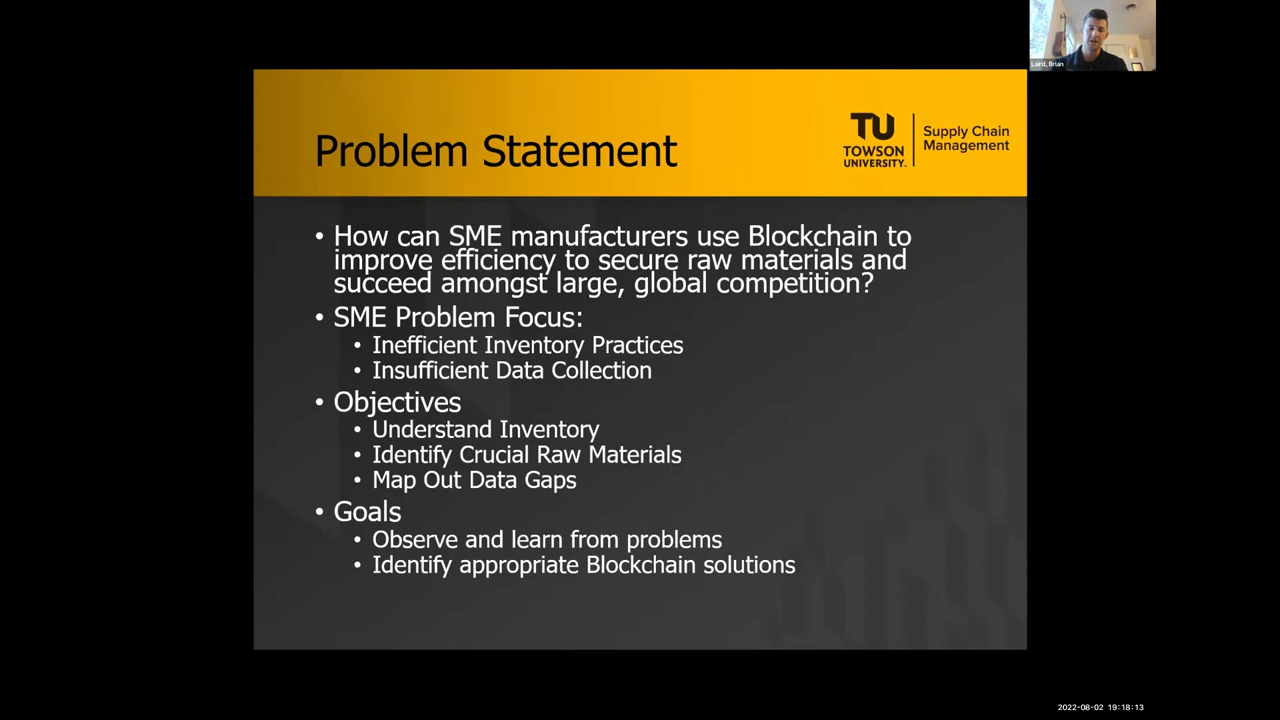 Laird, Brian
Problem Statement
TU
TOWSON
UNIVERSITY.
Supply Chain
Management
• How can SME manufacturers use Blockchain to
improve efficiency to secure raw materials and
succeed amongst large, global competition?
• SME Problem Focus:
• Inefficient Inventory Practices
• Insufficient Data Collection
• Objectives
• Understand Inventory
• Identify Crucial Raw Materials
• Map Out Data Gaps
• Goals
• Observe and learn from problems
• Identify appropriate Blockchain solutions
2022-08-02 19:18:13